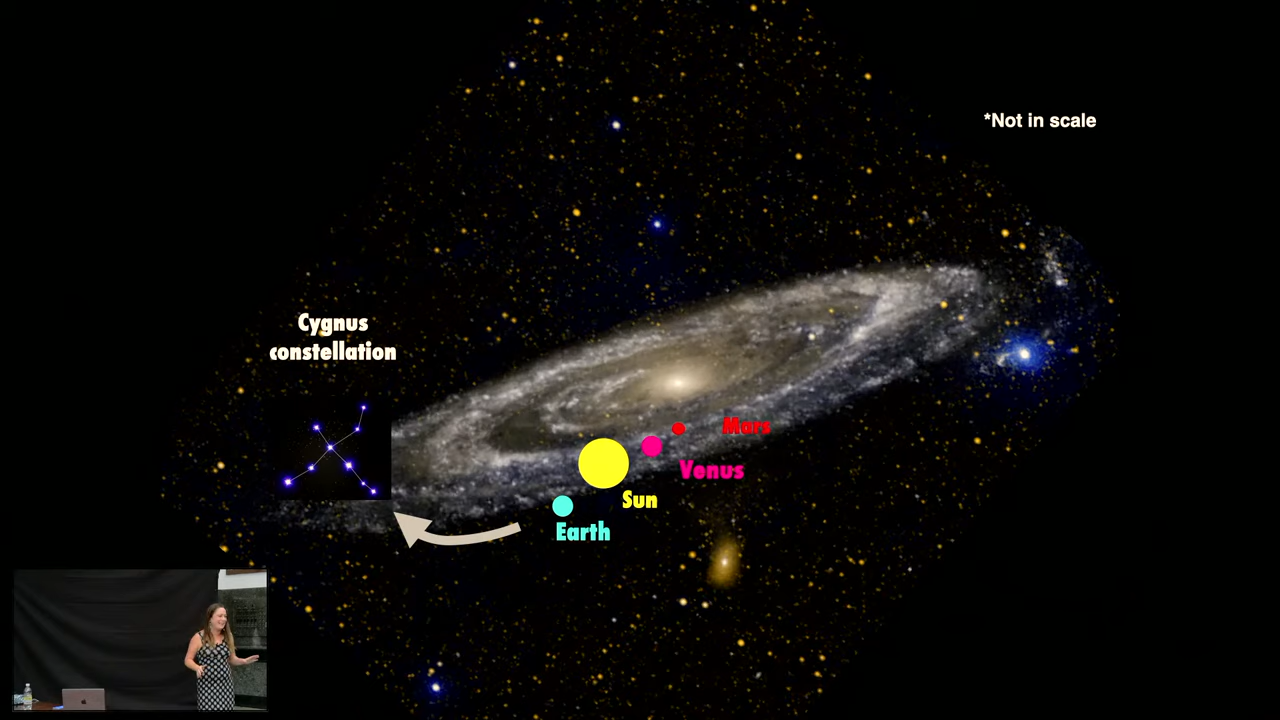 *Not in scale
Cygnus
constellation
Mars
Venus
Sun
Earth